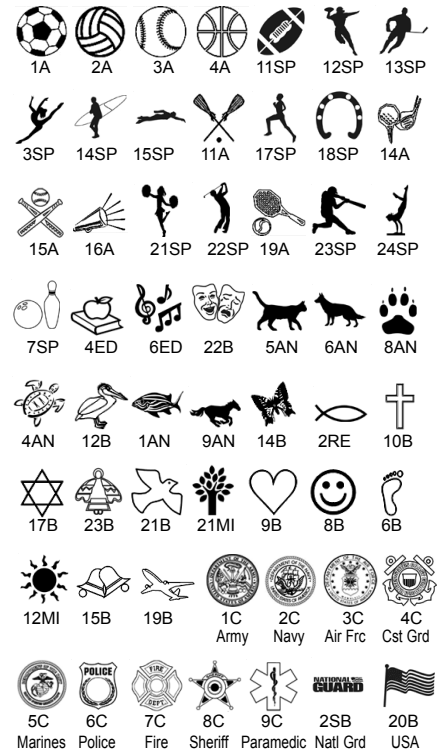 1A 2A 3A 4A 11SP 12SP 13SP
3SP 14SP 15SP 11A 17SP 18SP 14A
15A 16A 21SP 22SP 19A 23SP 24SP
7SP 4ED 6ED 22B 5AN 6AN 8AN
4AN 12B 1AN 9AN 14B 2RE 10B
17B 23B 21B 21MI 9B 8B 6B
12MI 15B 19B 1C 2C 3C 4C
Army Navy Air Frc Cst Grd
POLICE FIRE DEPT. NATIONAL GUARD
5C 6C 7C 8C 9C 2SB 20B
Marines Police Fire Sheriff Paramedic Natl Grd USA